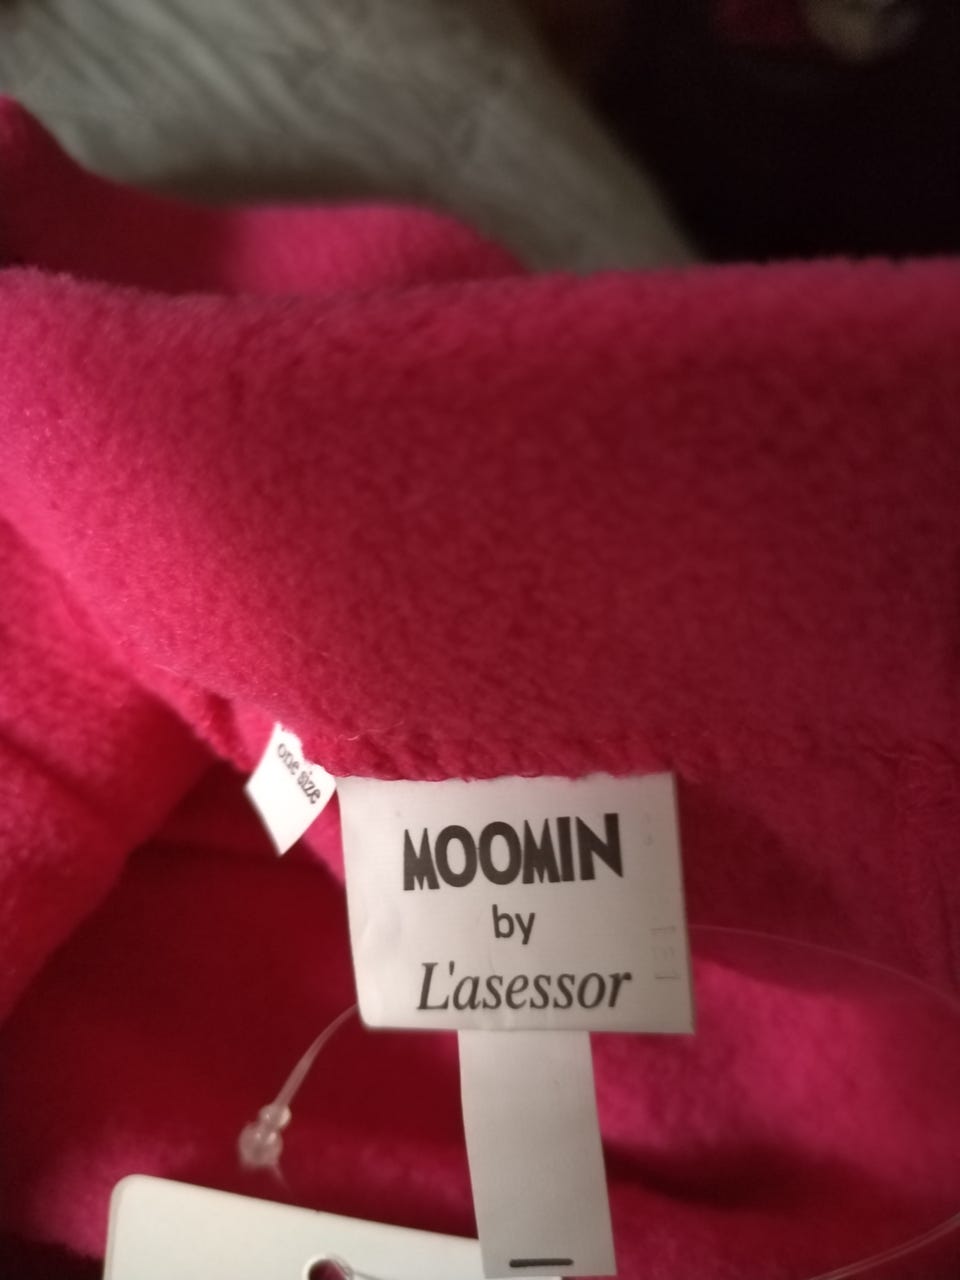 one size
MOOMIN
by
L'asessor